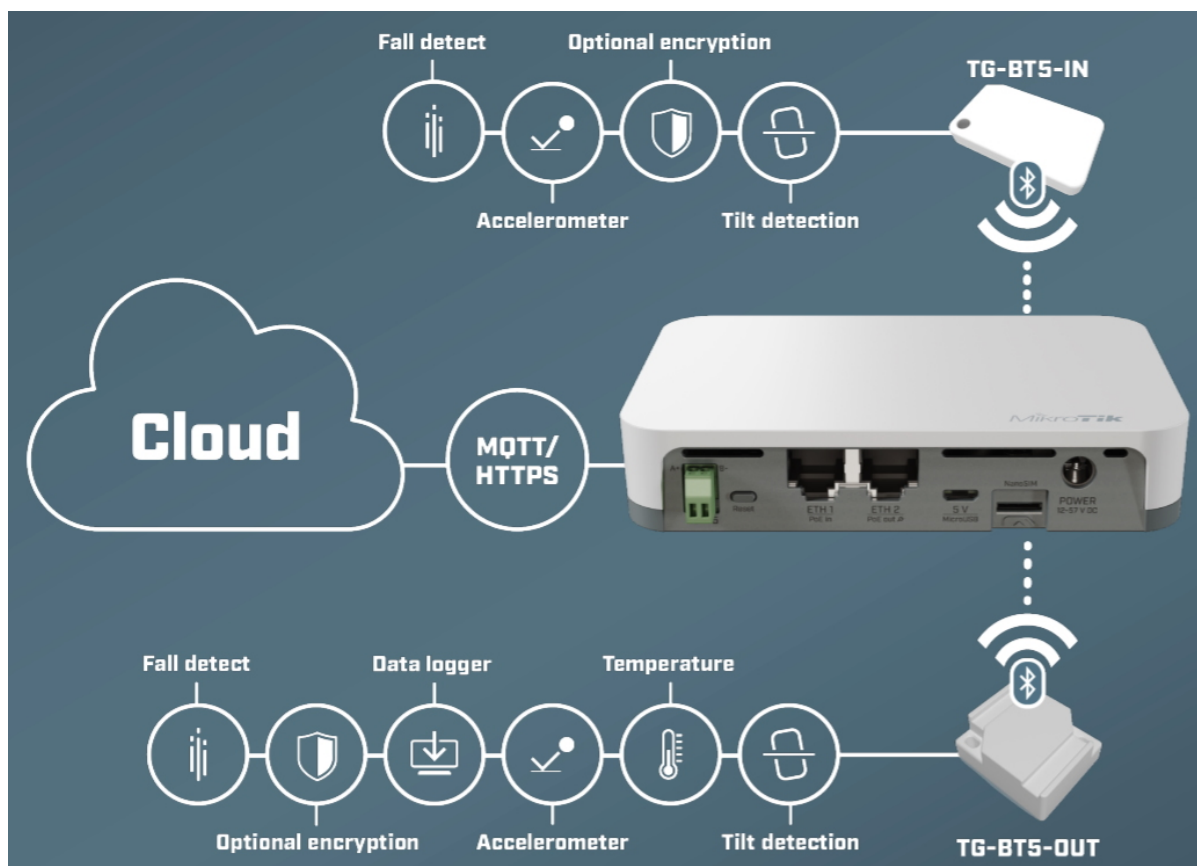 Fall detect
Optional encryption
TG-BT5-IN
Accelerometer
Tilt detection
Cloud
MQTT/
HTTPS
MikroTik
Reset
ETH 1
PoE in
ETH 2
PoE out
5 V
MicroUSB
NanoSIM
POWER
12-57 V DC
Fall detect
Data logger
Temperature
Optional encryption
Accelerometer
Tilt detection
TG-BT5-OUT